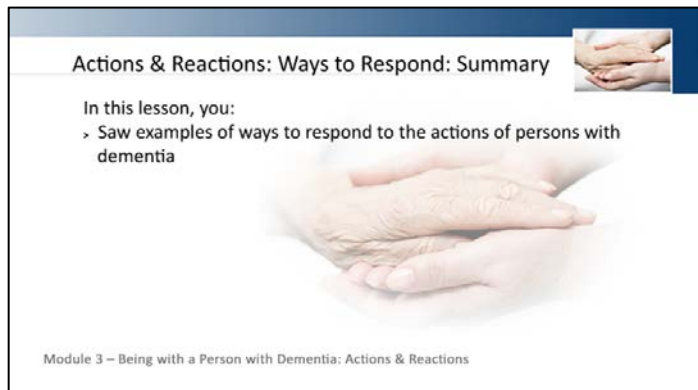 Actions & Reactions: Ways to Respond: Summary
In this lesson, you:
> Saw examples of ways to respond to the actions of persons with
dementia
Module 3 – Being with a Person with Dementia: Actions & Reactions